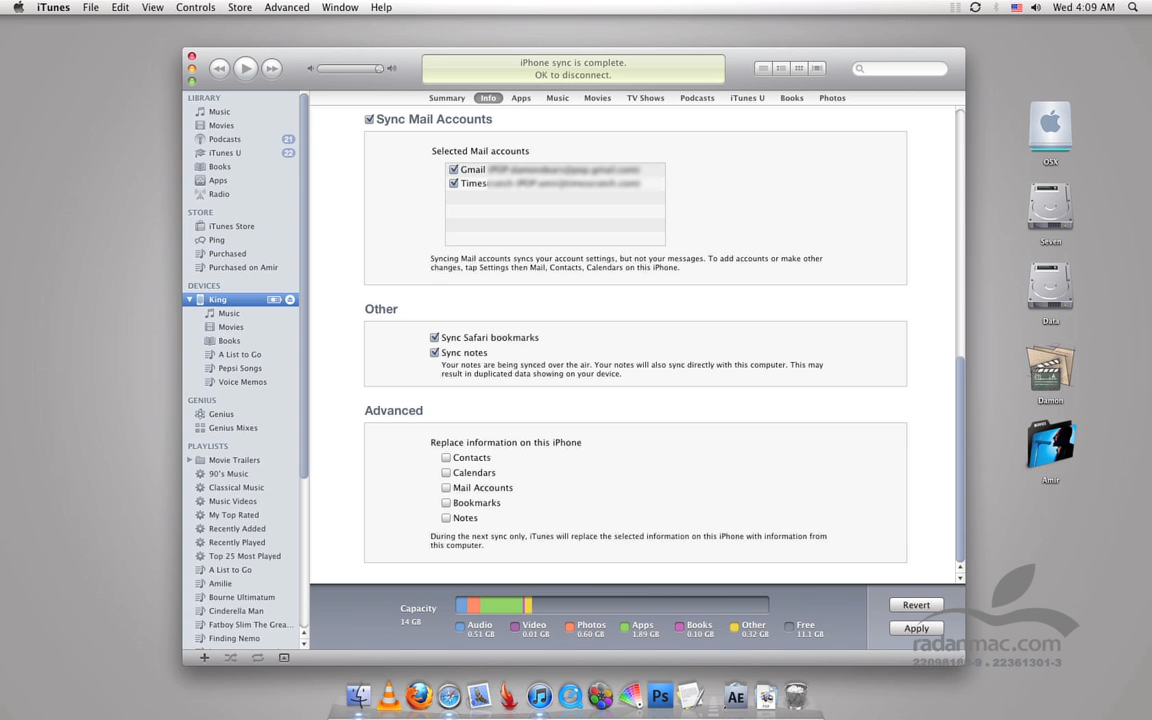 iTunes File Edit View Controls Store Advanced Window Help
Wed 4:09 AM
iPhone sync is complete.
OK to disconnect.
LIBRARY
Music
Movies
Podcasts 21
iTunes U 22
Books
Apps
Radio
STORE
iTunes Store
Ping
Purchased
Purchased on Amir
DEVICES
King
Music
Movies
Books
A List to Go
Pepsi Songs
Voice Memos
GENIUS
Genius
Genius Mixes
PLAYLISTS
Movie Trailers
90's Music
Classical Music
Music Videos
My Top Rated
Recently Added
Recently Played
Top 25 Most Played
A List to Go
Amilie
Bourne Ultimatum
Cinderella Man
Fatboy Slim The Grea...
Finding Nemo
Summary Info Apps Music Movies TV Shows Podcasts iTunes U Books Photos
Sync Mail Accounts
Selected Mail accounts
Gmail
Times
Syncing Mail accounts syncs your account settings, but not your messages. To add accounts or make other
changes, tap Settings then Mail, Contacts, Calendars on this iPhone.
Other
Sync Safari bookmarks
Sync notes
Your notes are being synced over the air. Your notes will also sync directly with this computer. This may
result in duplicated data showing on your device.
Advanced
Replace information on this iPhone
Contacts
Calendars
Mail Accounts
Bookmarks
Notes
During the next sync only, iTunes will replace the selected information on this iPhone with information from
this computer.
Capacity
14 GB
Audio
0.51 GB
Video
0.01 GB
Photos
0.60 GB
Apps
1.89 GB
Books
0.10 GB
Other
0.32 GB
Free
11.1 GB
Revert
Apply
OSX
Seven
Data
Damon
Amir
radanmac.com
22361301-3
Ps
AE